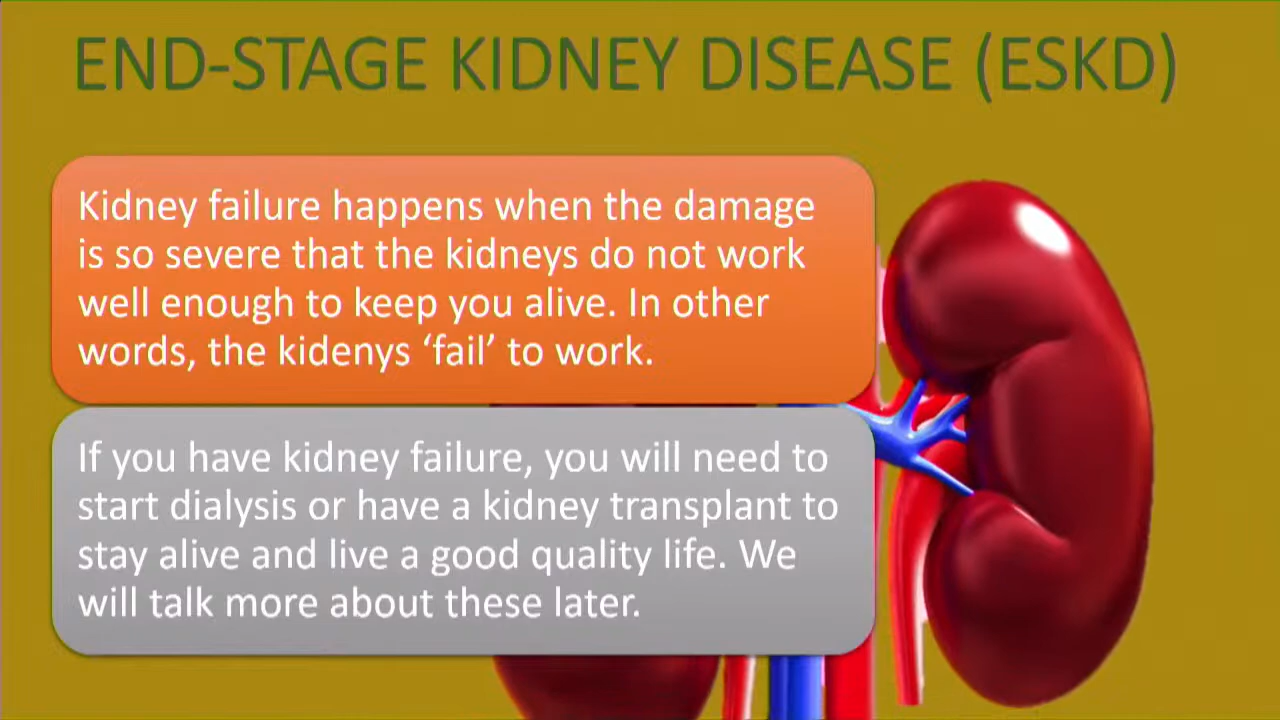 END-STAGE KIDNEY DISEASE (ESKD)
Kidney failure happens when the damage
is so severe that the kidneys do not work
well enough to keep you alive. In other
words, the kidenys ‘fail’ to work.
If you have kidney failure, you will need to
start dialysis or have a kidney transplant to
stay alive and live a good quality life. We
will talk more about these later.